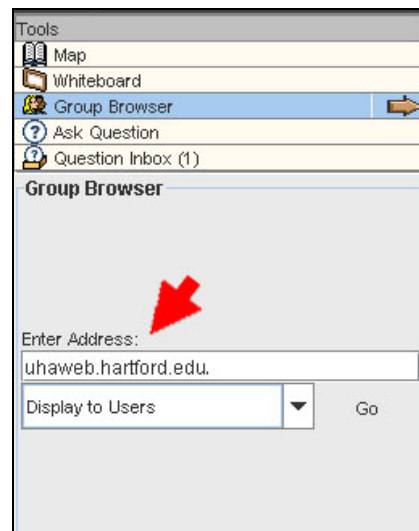 Tools
Map
Whiteboard
Group Browser
Ask Question
Question Inbox (1)
Group Browser
Enter Address:
uhaweb.hartford.edu.
Display to Users
Go